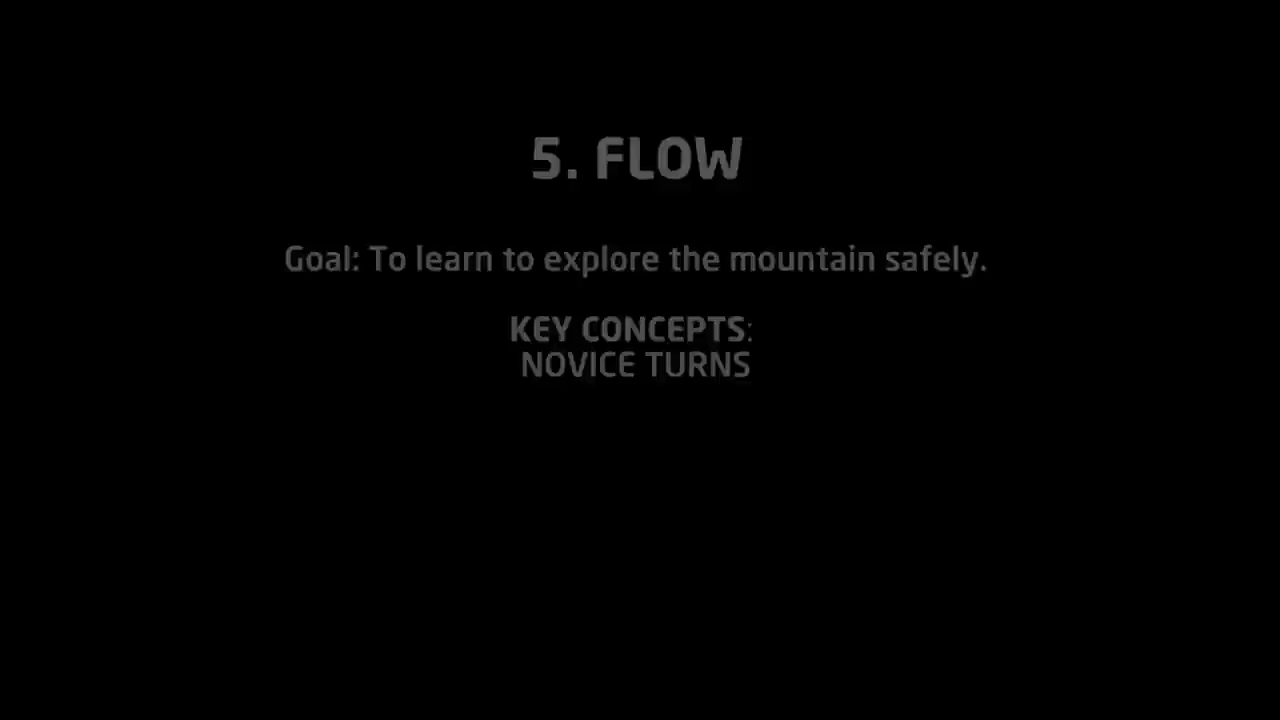 5. FLOW
Goal: To learn to explore the mountain safely.
KEY CONCEPTS:
NOVICE TURNS